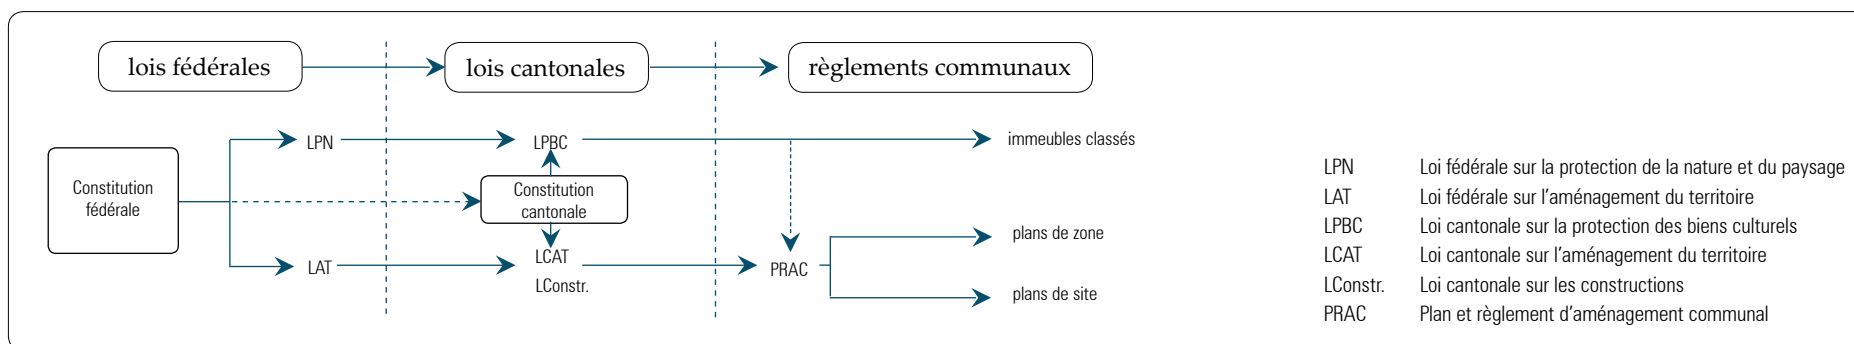 lois fédérales
lois cantonales
règlements communaux
LPN
LPBC
immeubles classés
Constitution
fédérale
Constitution
cantonale
plans de zone
LAT
LCAT
LConstr.
PRAC
plans de site
LPN Loi fédérale sur la protection de la nature et du paysage
LAT Loi fédérale sur l'aménagement du territoire
LPBC Loi cantonale sur la protection des biens culturels
LCAT Loi cantonale sur l'aménagement du territoire
LConstr. Loi cantonale sur les constructions
PRAC Plan et règlement d'aménagement communal